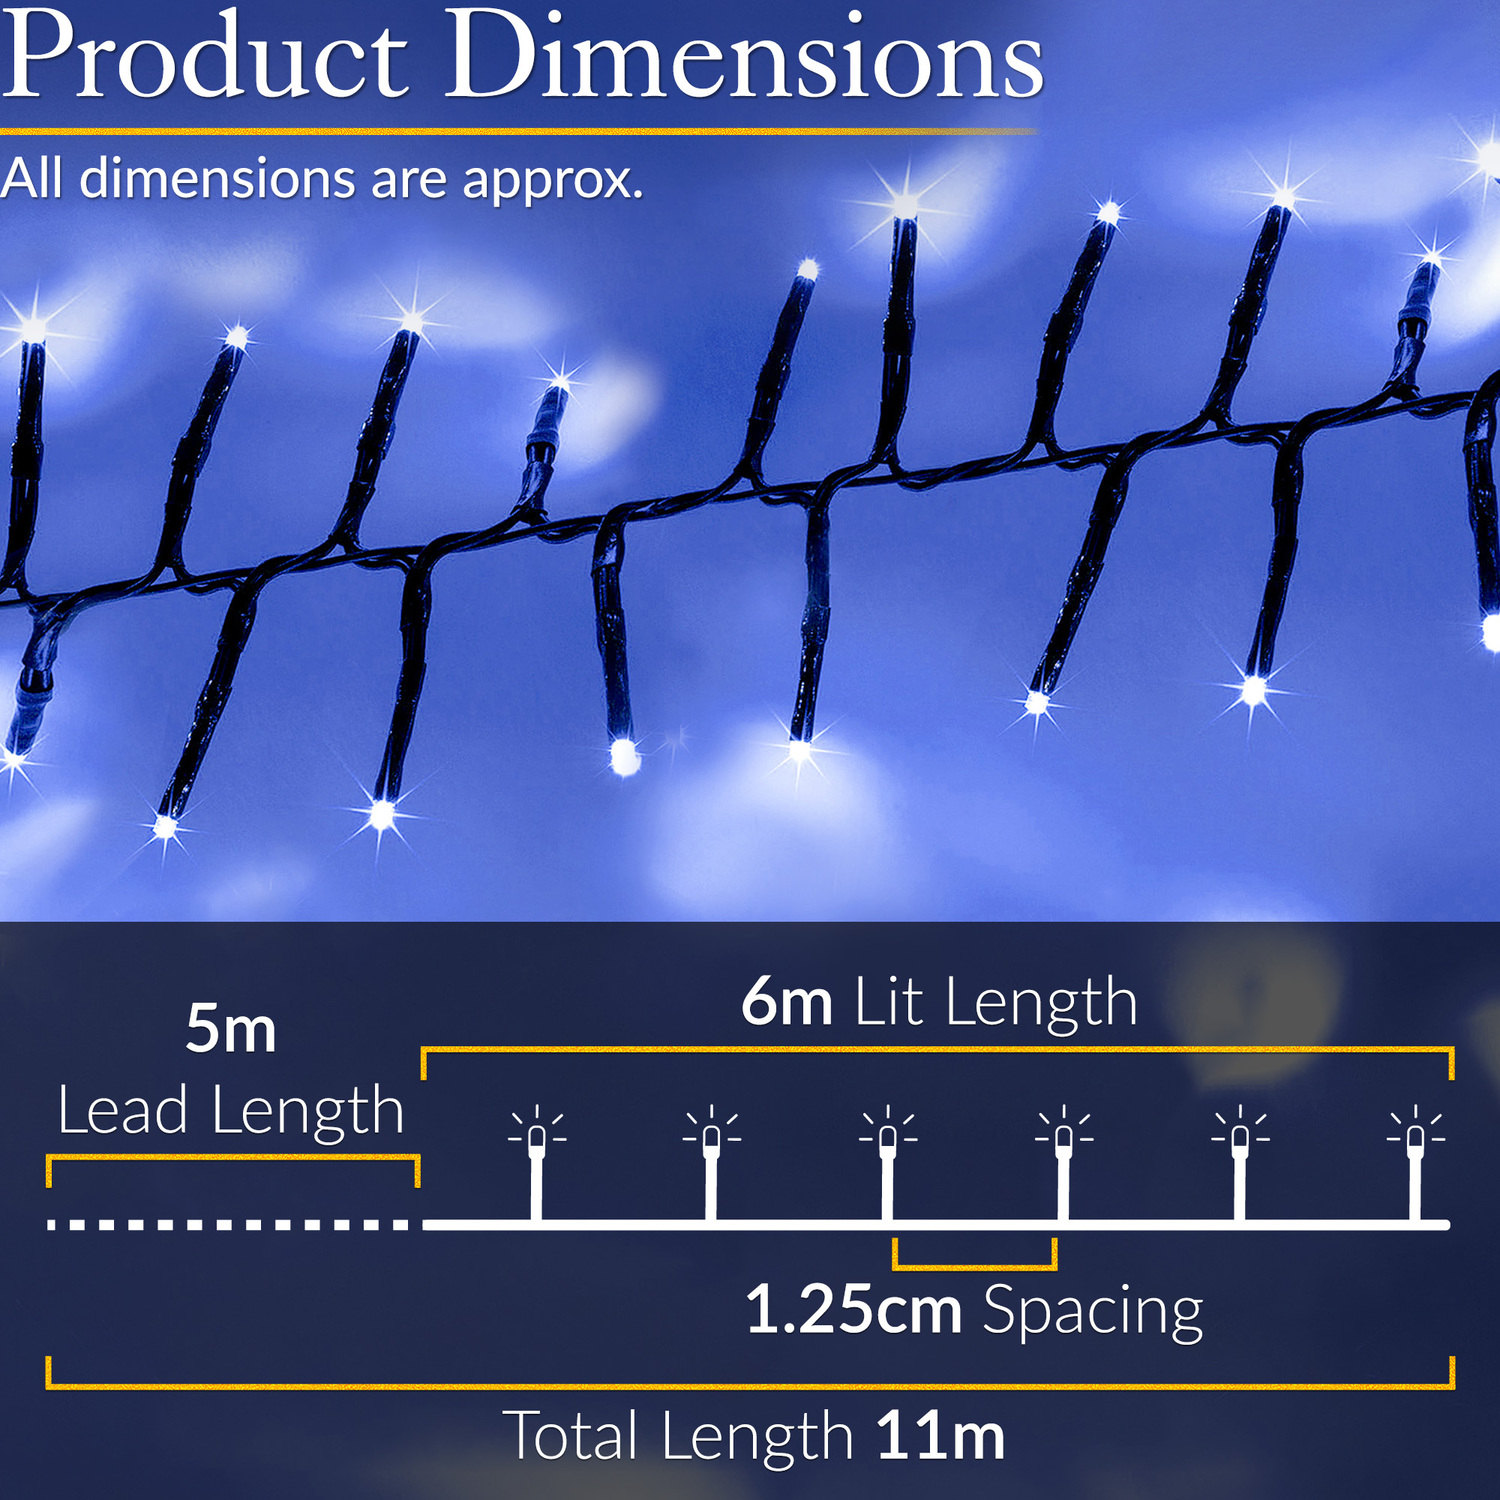 Product Dimensions
All dimensions are approx.
6m Lit Length
5m
Lead Length
1.25cm Spacing
Total Length 11m